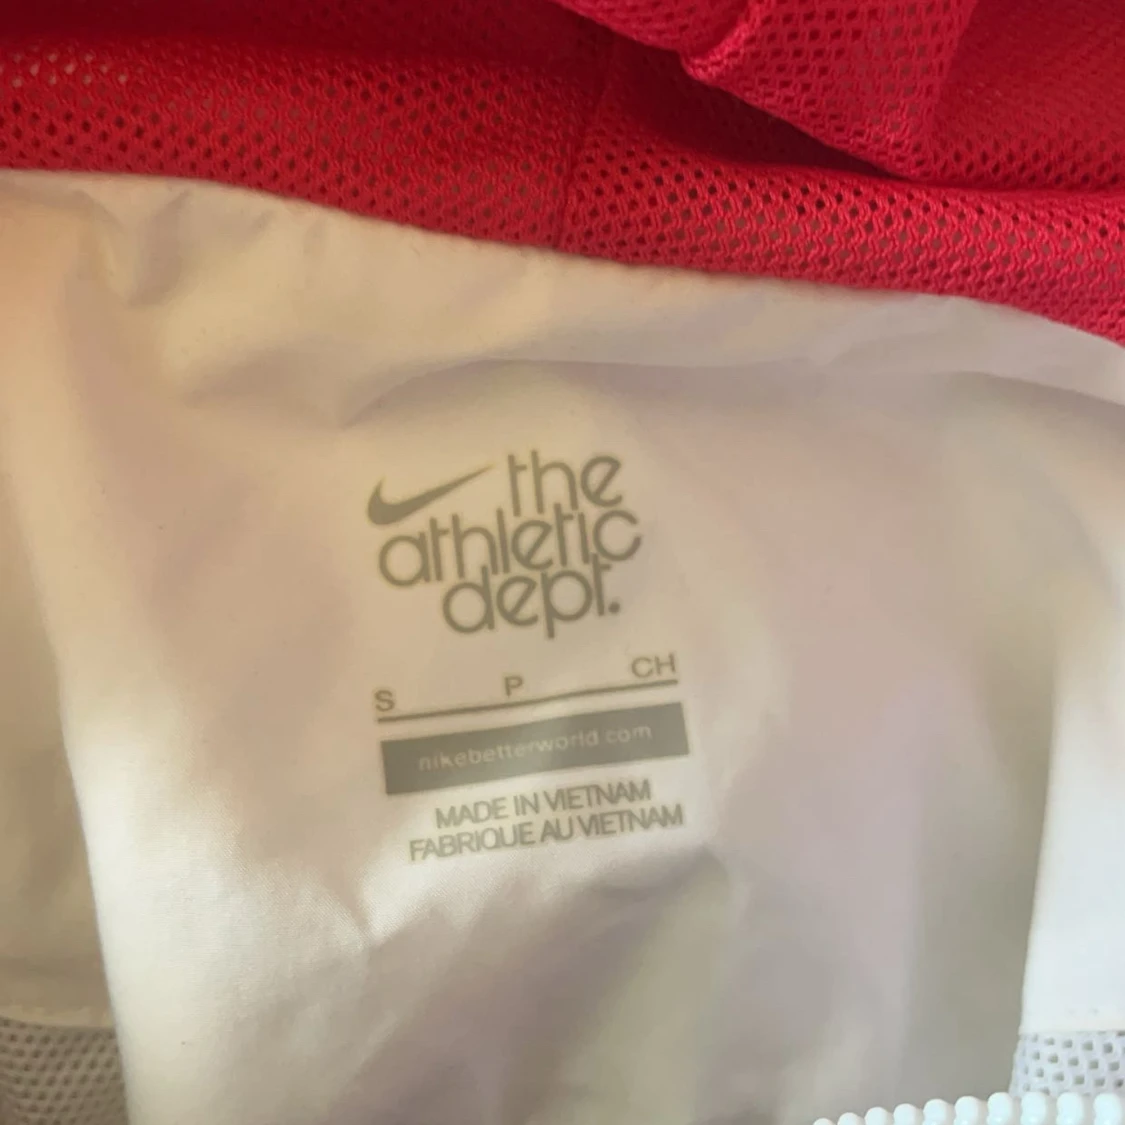 the
athletic
dept.
S P CH
nikebetterworld.com
MADE IN VIETNAM
FABRIQUE AU VIETNAM